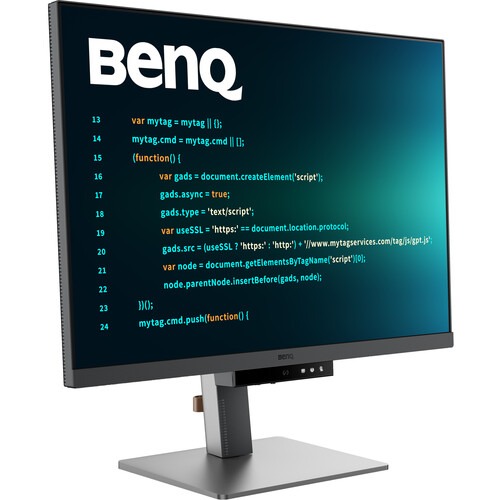 BENQ
13 var mytag = mytag || {};
14 mytag.cmd = mytag.cmd || [];
15 (function() {
16 var gads = document.createElement('script');
17 gads.async = true;
18 gads.type = 'text/script';
19 var useSSL = 'https:' == document.location.protocol;
20 gads.src = (useSSL ? 'https:' : 'http:') + '//www.mytagservices.com/tag/js/gpt.js';
21 var node = document.getElementsByTagName('script')[0];
22 node.parentNode.insertBefore(gads, node);
23 })();
24 mytag.cmd.push(function() {
BENQ